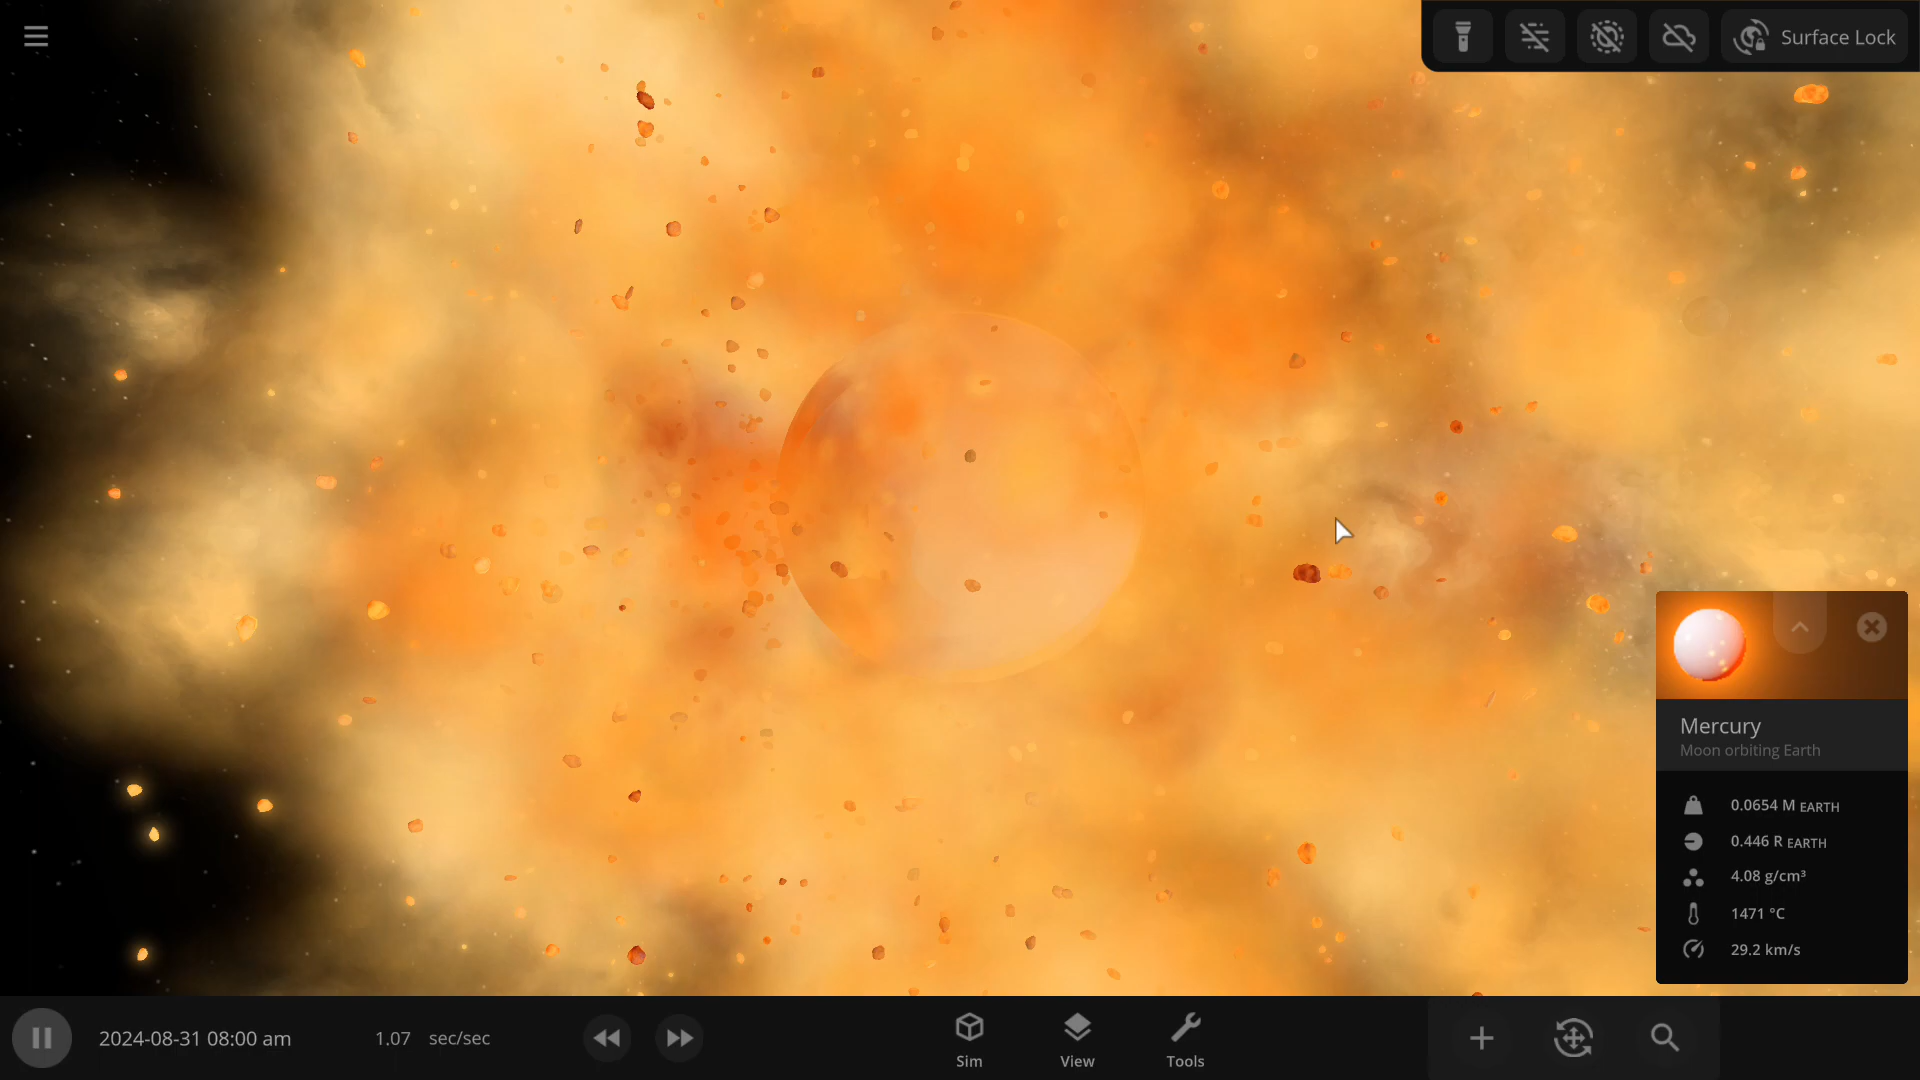 Surface Lock
Mercury
Moon orbiting Earth
0.0654 M EARTH
0.446 R EARTH
4.08 g/cm³
1471 °C
29.2 km/s
2024-08-31 08:00 am
1.07 sec/sec
Sim
View
Tools